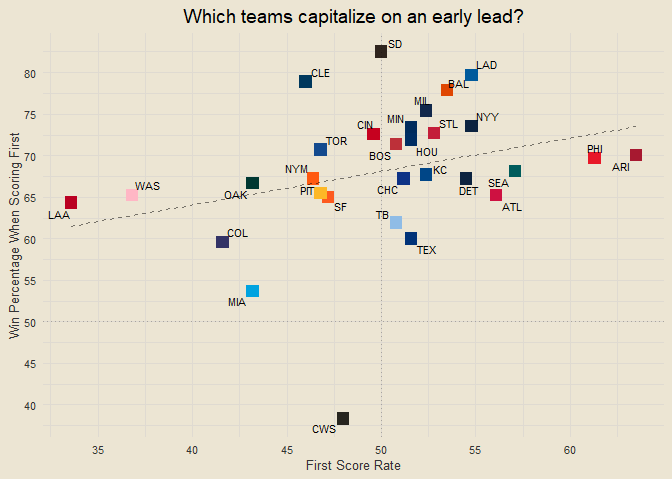 Which teams capitalize on an early lead?
SD
LAD
CLE
BAL
80
MIL
75
MIN
NYY
CIN
STL
TOR
BOS
HOU
PHI
70
ARI
NYM
KC
WAS
OAK
PIT
CHC
DET
SEA
65
LAA
SF
TB
ATL
COL
TEX
60
55
MIA
50
45
40
CWS
Win Percentage When Scoring First
35
40
45
50
55
60
First Score Rate